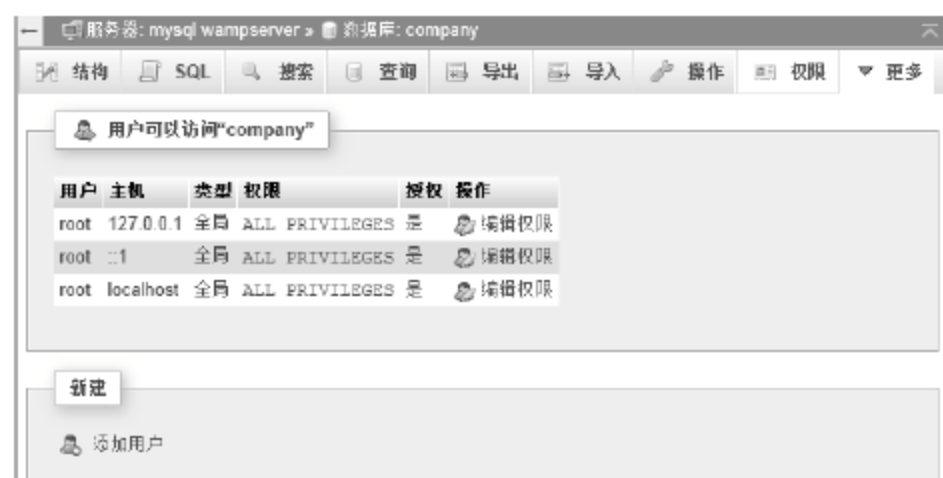 服务器: mysql wampserver » 数据库: company
结构 SQL 搜索 查询 导出 导入 操作 权限 更多
用户可以访问“company”
用户 主机 类型 权限 授权 操作
root 127.0.0.1 全局 ALL PRIVILEGES 是 编辑权限
root ::1 全局 ALL PRIVILEGES 是 编辑权限
root localhost 全局 ALL PRIVILEGES 是 编辑权限
新建
添加用户